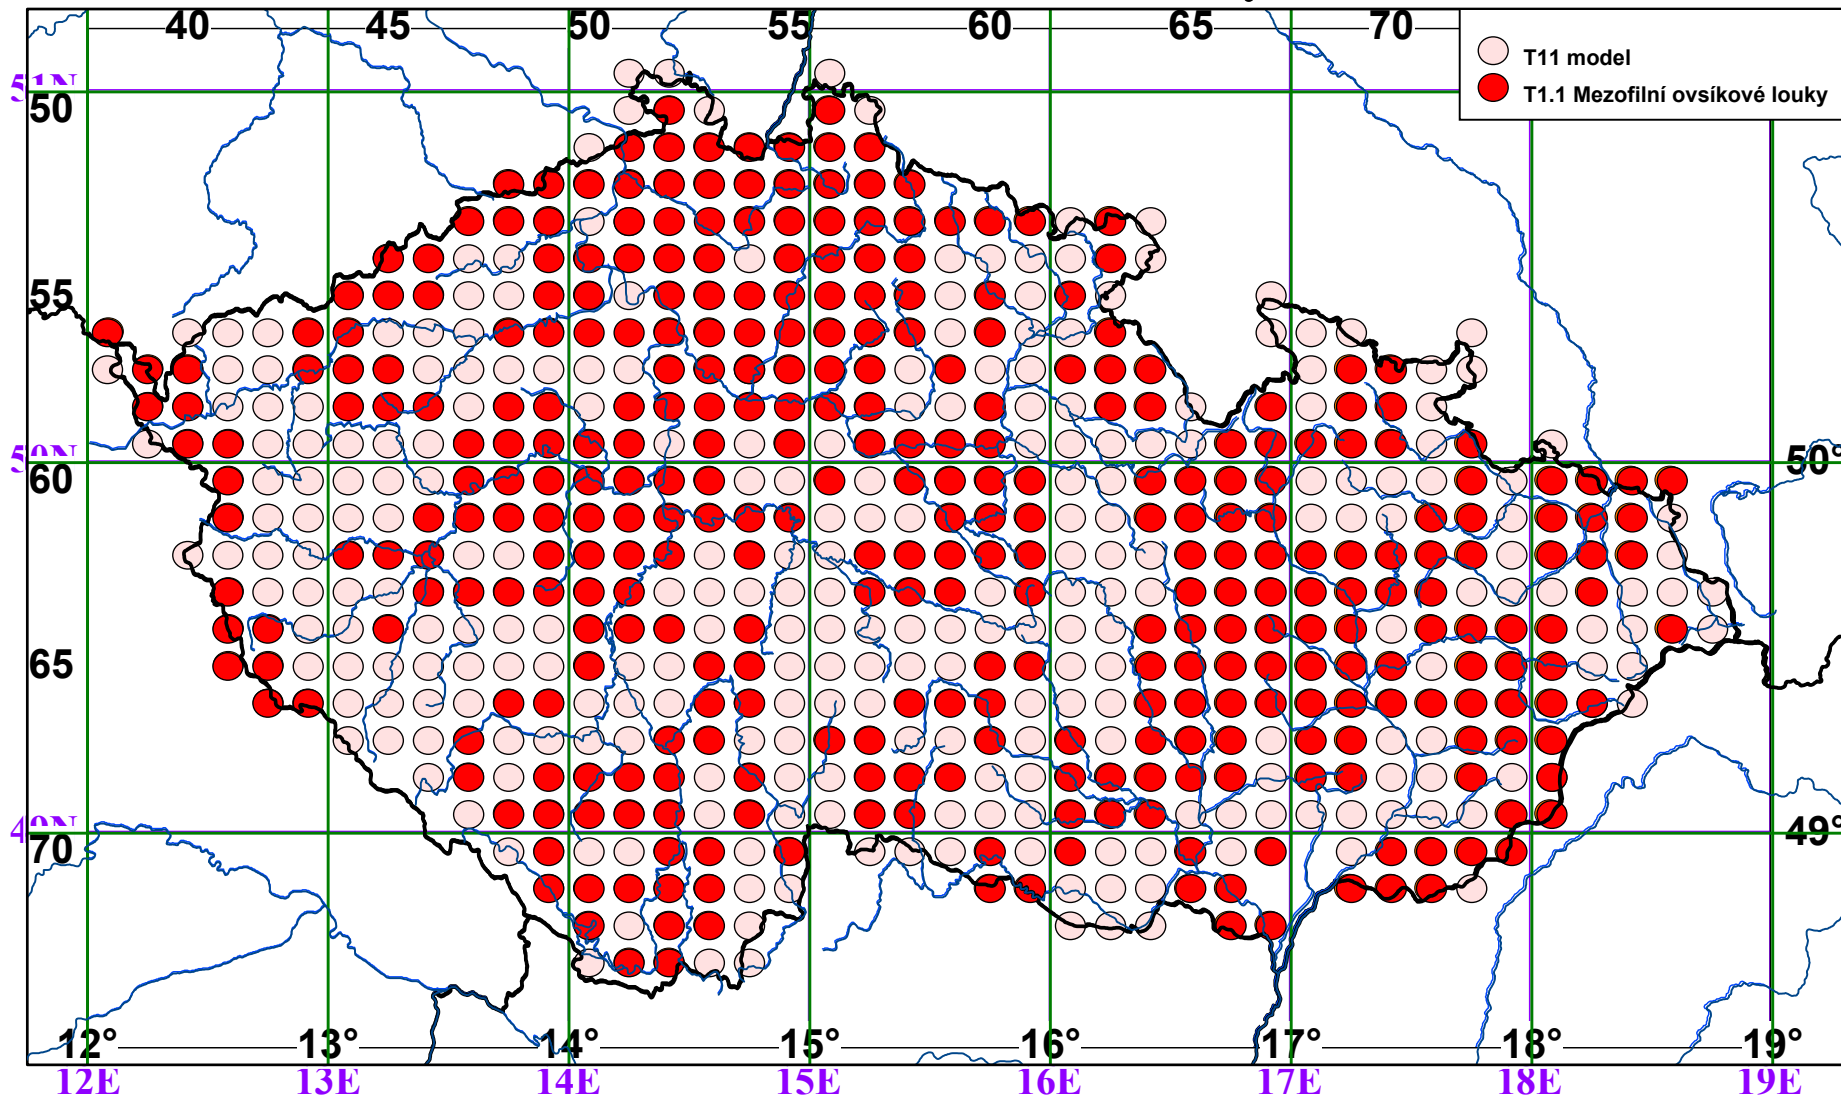 40 45 50 55 60 65 70
T11 model
T1.1 Mezofilní ovsíkové louky
50
55
60 50°
65
70 49°
12° 13° 14° 15° 16° 17° 18° 19°
12E 13E 14E 15E 16E 17E 18E 19E